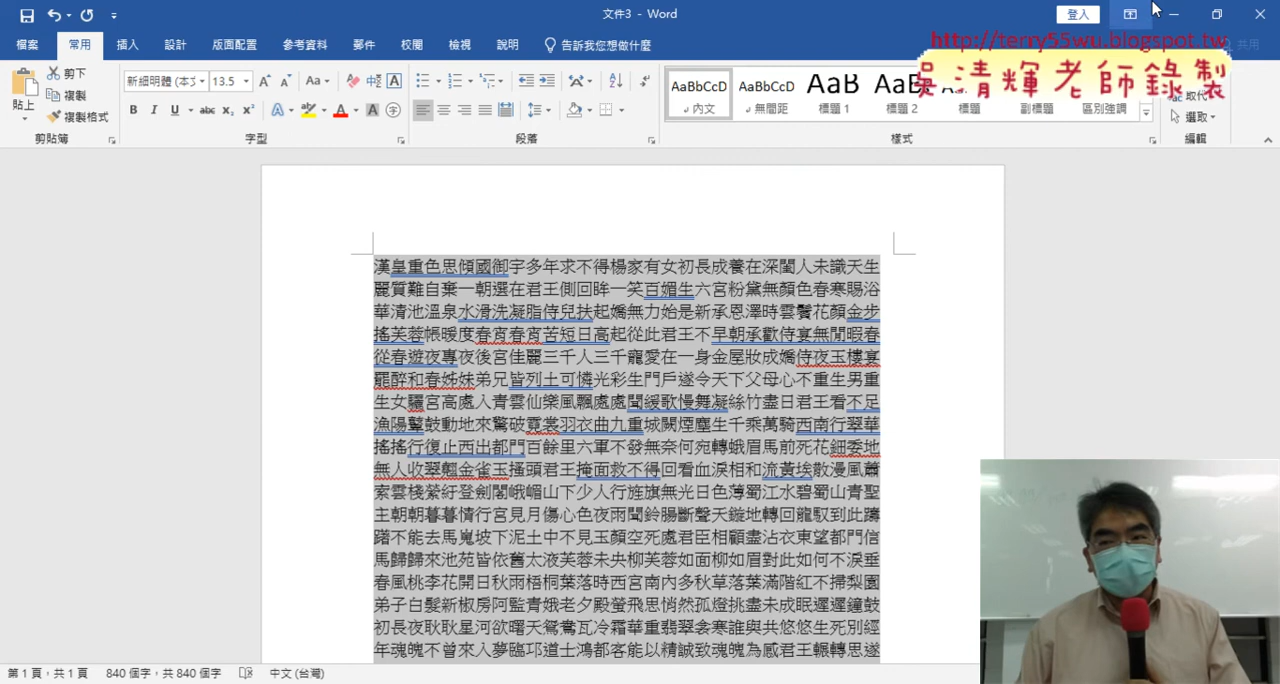 文件3 - Word
登入
檔案 常用 插入 設計 版面配置 參考資料 郵件 校閱 檢視 說明 告訴我您想做什麼 共用
http://terry55wu.blogspot.tw
吳清輝老師錄製
貼上 剪下 複製 複製格式
剪貼簿
新細明體 (本文 13.5
字型
段落
AaBbCcD 內文
AaBbCcD 無間距
AaB 標題 1
標題 2
標題
副標題
區別強調
樣式
取代
選取
編輯
漢皇重色思傾國御宇多年求不得楊家有女初長成養在深閨人未識天生
麗質難自棄一朝選在君王側回眸一笑百媚生六宮粉黛無顏色春寒賜浴
華清池溫泉水滑洗凝脂侍兒扶起嬌無力始是新承恩澤時雲鬢花顏金步
搖芙蓉帳暖度春宵春宵苦短日高起從此君王不早朝承歡侍宴無閒暇春
從春遊夜專夜後宮佳麗三千人三千寵愛在一身金屋妝成嬌侍夜玉樓宴
罷醉和春姊妹弟兄皆列土可憐光彩生門戶遂令天下父母心不重生男重
生女驪宮高處入青雲仙樂風飄處處聞緩歌慢舞凝絲竹盡日君王看不足
漁陽鼙鼓動地來驚破霓裳羽衣曲九重城闕煙塵生千乘萬騎西南行翠華
搖搖行復止西出都門百餘里六軍不發無奈何宛轉蛾眉馬前死花鈿委地
無人收翠翹金雀玉搔頭君王掩面救不得回看血淚相和流黃埃散漫風蕭
索雲棧縈紆登劍閣峨嵋山下少人行旌旗無光日色薄蜀江水碧蜀山青聖
主朝朝暮暮情行宮見月傷心色夜雨聞鈴腸斷聲天旋地轉回龍馭到此躊
躇不能去馬嵬坡下泥土中不見玉顏空死處君臣相顧盡沾衣東望都門信
馬歸歸來池苑皆依舊太液芙蓉未央柳芙蓉如面柳如眉對此如何不淚垂
春風桃李花開日秋雨梧桐葉落時西宮南內多秋草落葉滿階紅不掃梨園
弟子白髮新椒房阿監青娥老夕殿螢飛思悄然孤燈挑盡未成眠遲遲鐘鼓
初長夜耿耿星河欲曙天鴛鴦瓦冷霜華重翡翠衾寒誰與共悠悠生死別經
年魂魄不曾來入夢臨邛道士鴻都客能以精誠致魂魄為感君王輾轉思遂
第 1 頁，共 1 頁 840 個字，共 840 個字 中文 (台灣)